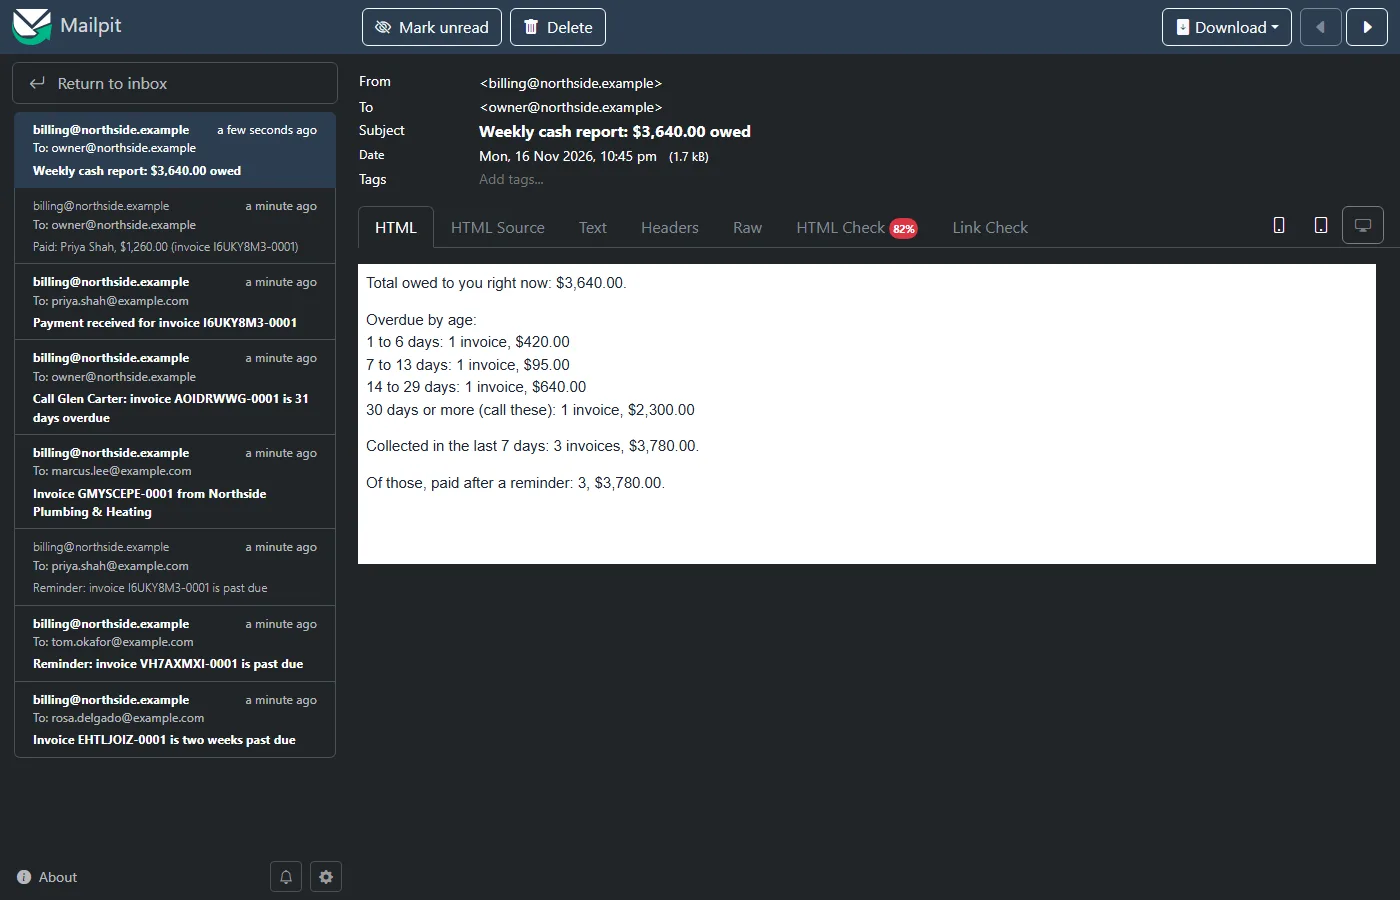 Mailpit
Mark unread
Delete
Download
Return to inbox
billing@northside.example a few seconds ago
To: owner@northside.example
Weekly cash report: $3,640.00 owed
billing@northside.example a minute ago
To: owner@northside.example
Paid: Priya Shah, $1,260.00 (invoice I6UKY8M3-0001)
billing@northside.example a minute ago
To: priya.shah@example.com
Payment received for invoice I6UKY8M3-0001
billing@northside.example a minute ago
To: owner@northside.example
Call Glen Carter: invoice AOIDRWWG-0001 is 31
days overdue
billing@northside.example a minute ago
To: marcus.lee@example.com
Invoice GMYSCEPE-0001 from Northside
Plumbing & Heating
billing@northside.example a minute ago
To: priya.shah@example.com
Reminder: invoice I6UKY8M3-0001 is past due
billing@northside.example a minute ago
To: tom.okafor@example.com
Reminder: invoice VH7AXMXI-0001 is past due
billing@northside.example a minute ago
To: rosa.delgado@example.com
Invoice EHTLJOIZ-0001 is two weeks past due
About
From <billing@northside.example>
To <owner@northside.example>
Subject Weekly cash report: $3,640.00 owed
Date Mon, 16 Nov 2026, 10:45 pm (1.7 kB)
Tags Add tags...
HTML HTML Source Text Headers Raw HTML Check 82% Link Check
Total owed to you right now: $3,640.00.
Overdue by age:
1 to 6 days: 1 invoice, $420.00
7 to 13 days: 1 invoice, $95.00
14 to 29 days: 1 invoice, $640.00
30 days or more (call these): 1 invoice, $2,300.00
Collected in the last 7 days: 3 invoices, $3,780.00.
Of those, paid after a reminder: 3, $3,780.00.